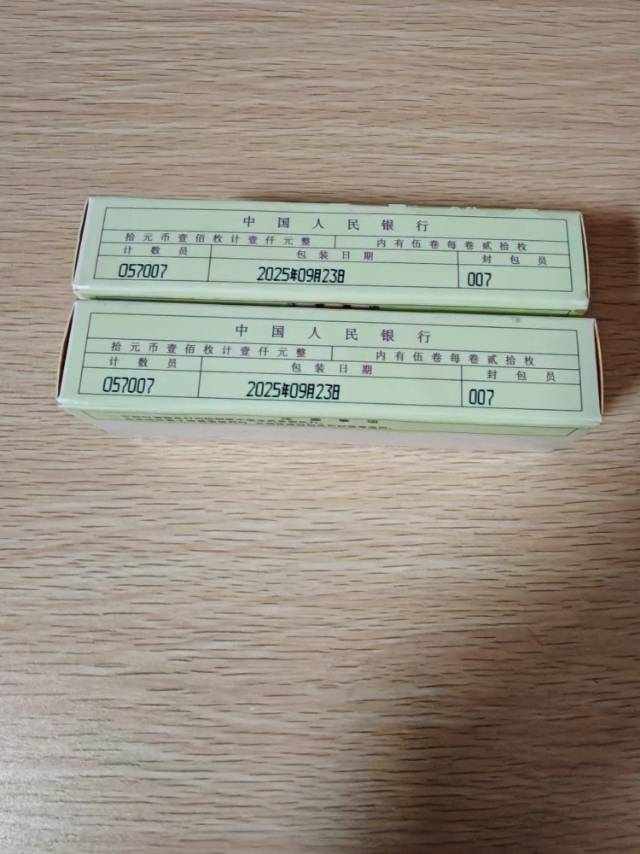 中国人民银行
拾元币壹佰枚计壹仟元整 内有伍卷每卷贰拾枚
计数员 包装日期 封包员
057007 2025年09月23日 007
中国人民银行
拾元币壹佰枚计壹仟元整 内有伍卷每卷贰拾枚
计数员 包装日期 封包员
057007 2025年09月23日 007